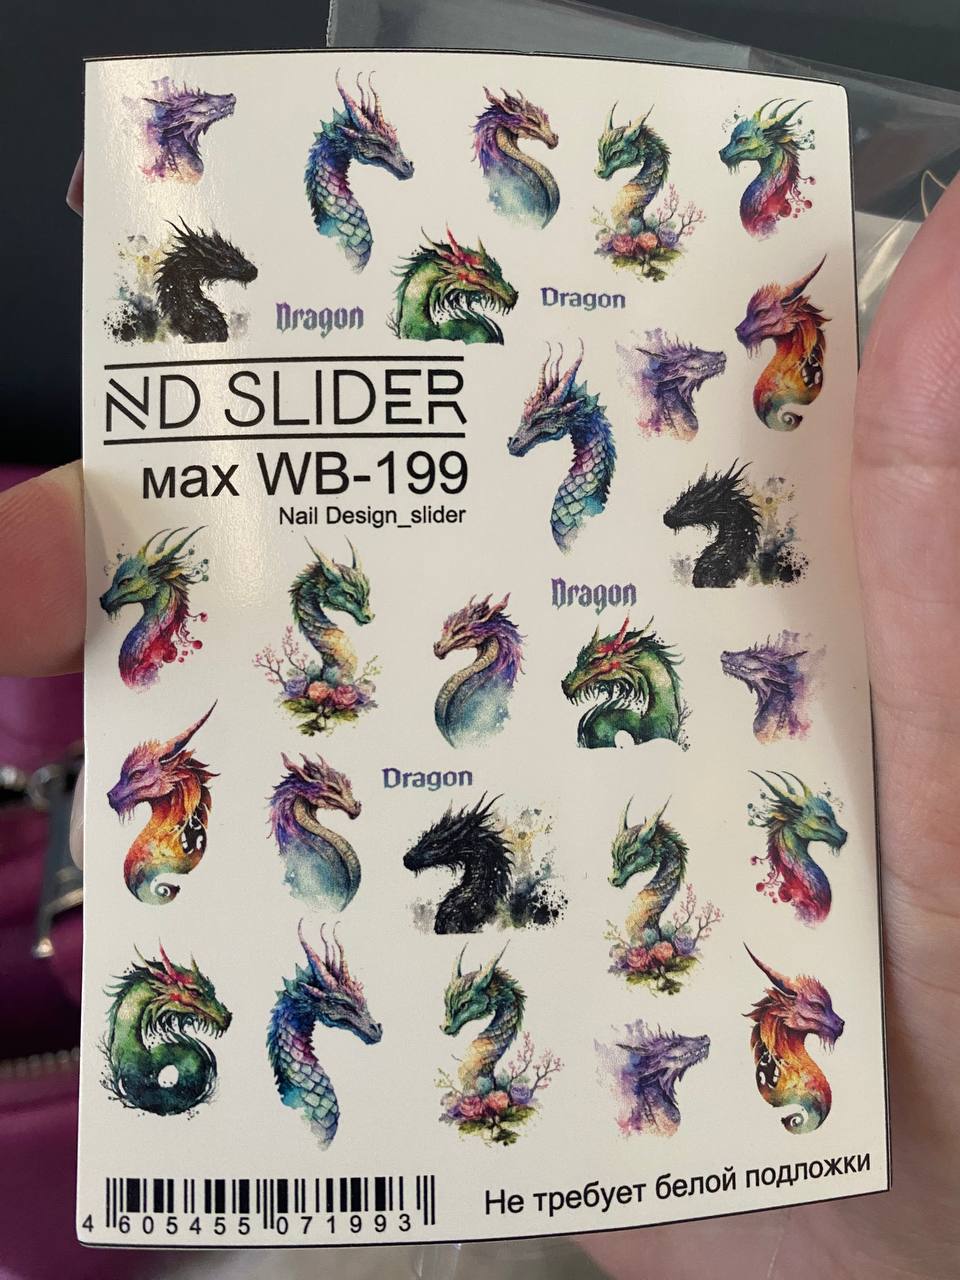 Dragon
Dragon
ND SLIDER
мах WB-199
Nail Design_slider
Dragon
Dragon
4 605455 071993
Не требует белой подложки